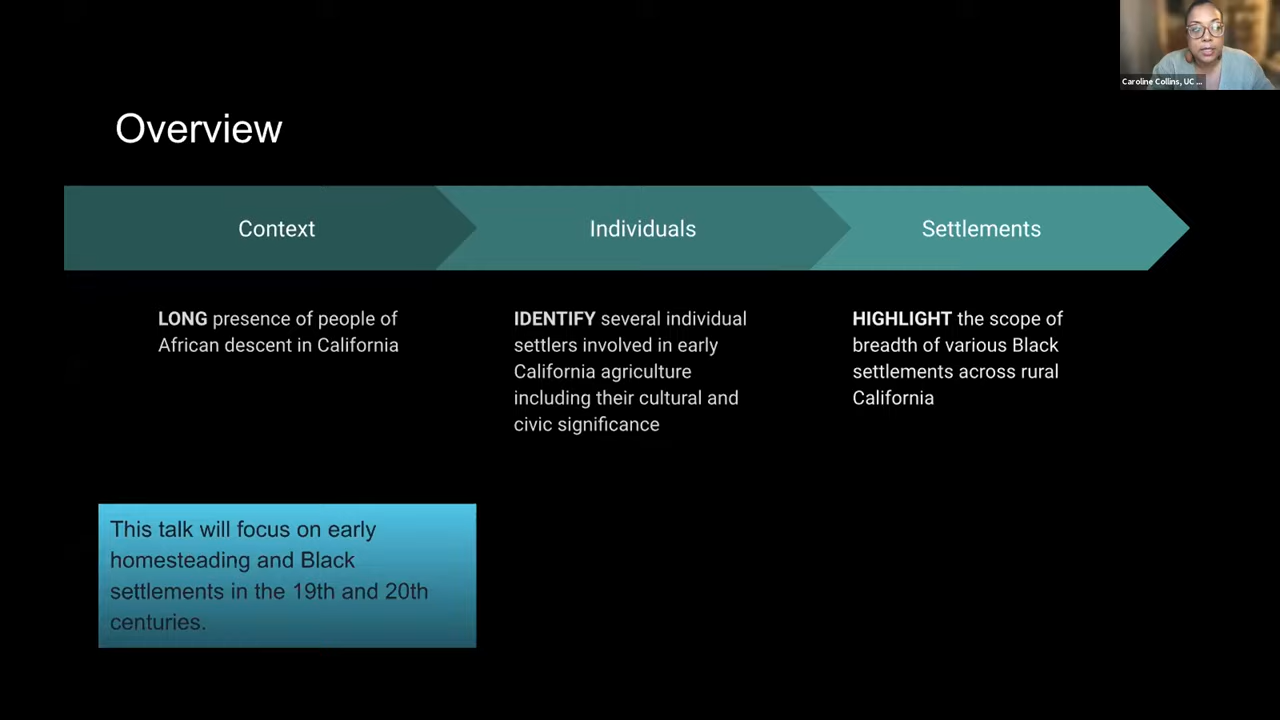 Caroline Collins, UC ...
Overview
Context
Individuals
Settlements
LONG presence of people of
African descent in California
IDENTIFY several individual
settlers involved in early
California agriculture
including their cultural and
civic significance
HIGHLIGHT the scope of
breadth of various Black
settlements across rural
California
This talk will focus on early
homesteading and Black
settlements in the 19th and 20th
centuries.